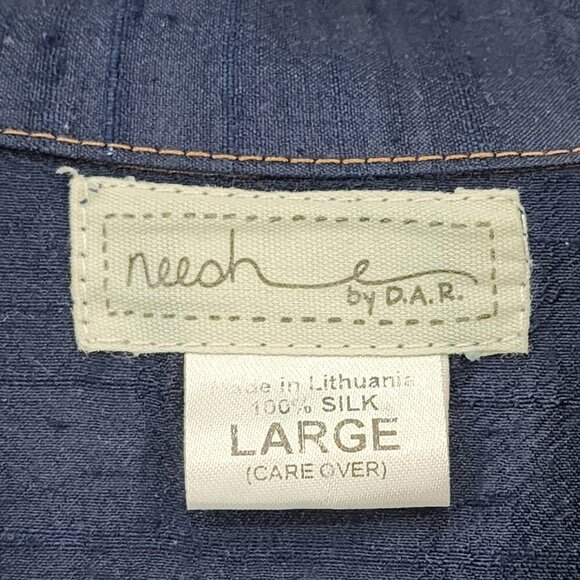 neesh
by D.A.R.
Made in Lithuania
100% SILK
LARGE
(CARE OVER)